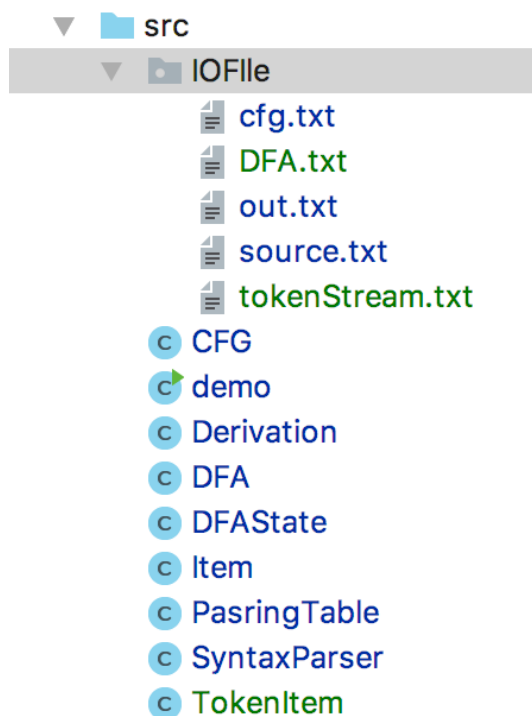 src
IOFIle
cfg.txt
DFA.txt
out.txt
source.txt
tokenStream.txt
C CFG
C demo
C Derivation
C DFA
C DFAState
C Item
C PasringTable
C SyntaxParser
C TokenItem